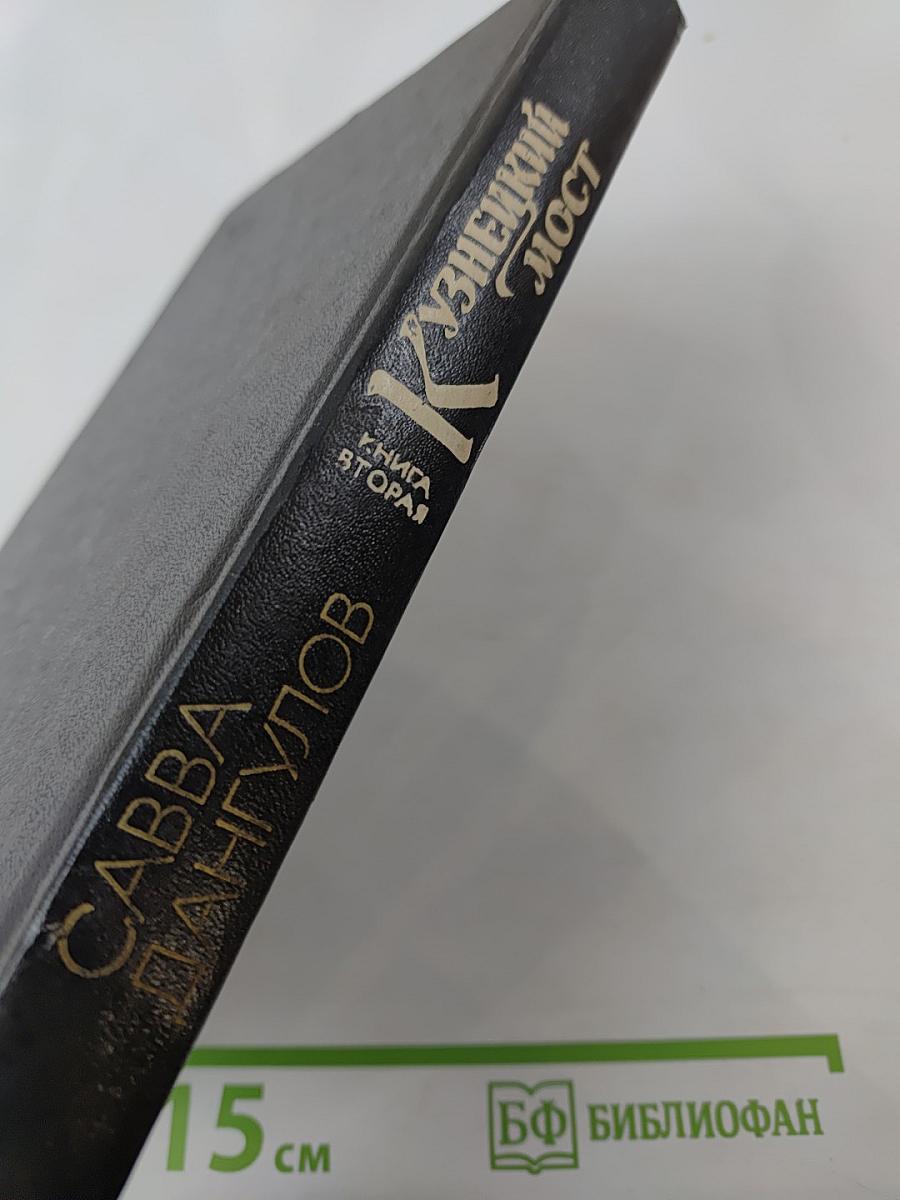 САВВА
ДАНГУЛОВ
КНИГА
ВТОРАЯ
КУЗНЕЦКИЙ
МОСТ
15 см
БФ БИБЛИОФАН